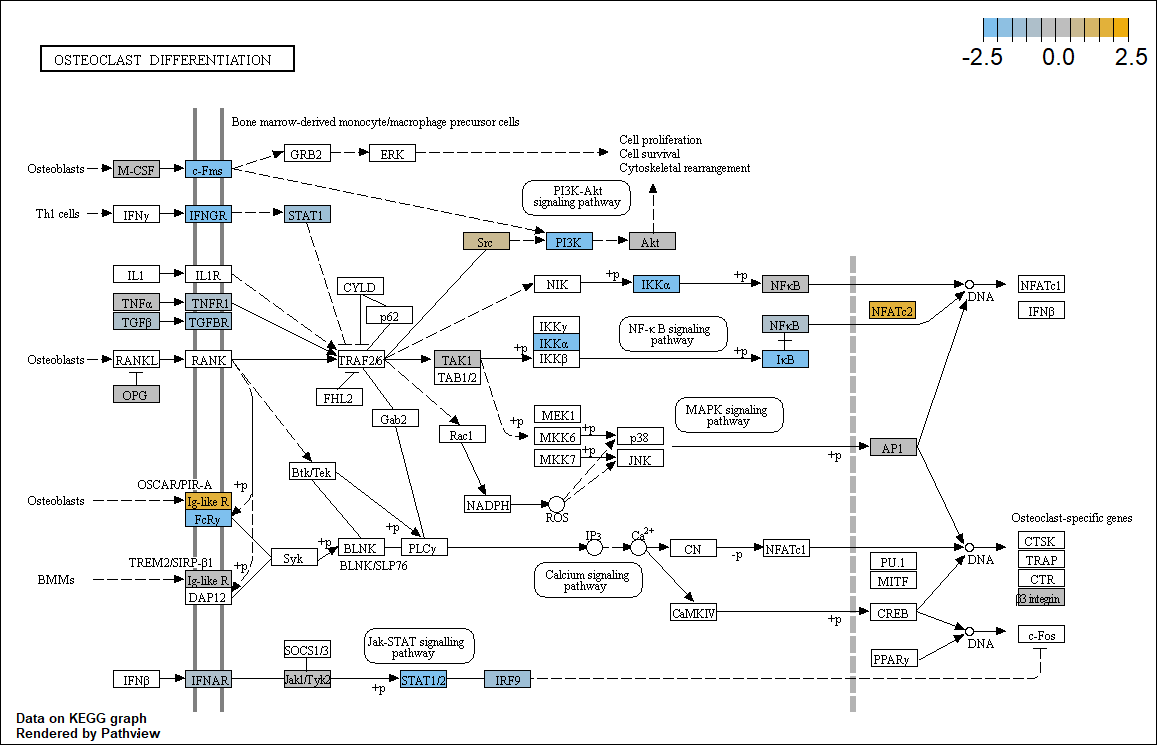 -2.5 0.0 2.5
OSTEOCLAST DIFFERENTIATION
Bone marrow-derived monocyte/macrophage precursor cells
Osteoblasts M-CSF c-Fms GRB2 ERK
Cell proliferation
Cell survival
Cytoskeletal rearrangement
PI3K-Akt
signaling pathway
Th1 cells IFNγ IFNGR STAT1
Src PI3K Akt
IL1 IL1R CYLD NIK +p IKKα +p NFκB DNA NFATc1
TNFα TNFR1 p62 NFATc2 IFNβ
TGFβ TGFBR
IKKγ NF-κ B signaling
pathway
NFκB
+p IKKα
Osteoblasts RANKL RANK TRAF2/6 TAK1 IKKβ +p IκB
TAB1/2
OPG FHL2
Gab2 Rac1 +p MEK1 MAPK signaling
pathway
MKK6 +p p38
+p AP1
MKK7 +p JNK
Btk/Tek
OSCAR/PIR-A +p
Osteoblasts Ig-like R NADPH ROS
FcRγ
Osteoclast-specific genes
+p
+p BLNK PLCγ IP3 Ca2+ CN -p NFATc1 DNA CTSK
Syk
BLNK/SLP76
TREM2/SIRP-β1 +p
PU.1 TRAP
BMMs Ig-like R Calcium signaling
pathway
MITF CTR
DAP12 β3 integrin
CaMKIV +p CREB
DNA c-Fos
Jak-STAT signalling
pathway
SOCS1/3
PPARγ
IFNβ IFNAR Jak1/Tyk2 +p STAT1/2 IRF9
Data on KEGG graph
Rendered by Pathview